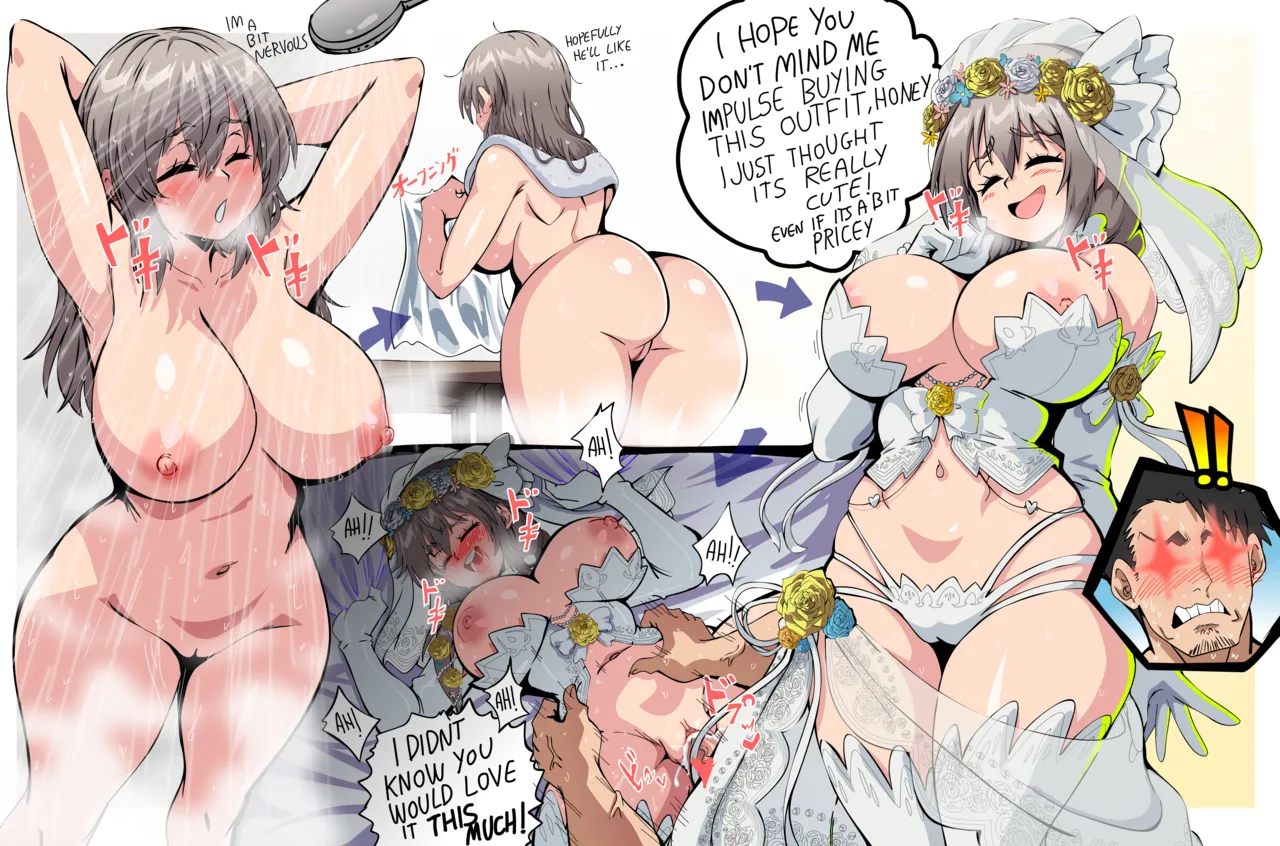 IM A
BIT
NERVOUS
HOPEFULLY
HE'LL LIKE
IT...
オープニング
I HOPE YOU
DON'T MIND ME
IMPULSE BUYING
THIS OUTFIT, HONEY
I JUST THOUGHT
ITS REALLY
CUTE!
EVEN IF ITS A BIT
PRICEY
ドキ
ドキ
ドキ
ドキ
!!
AH!
AH!!
AH!!
ドキ
ドキ
AH!
AH!
I DIDNT
KNOW YOU
WOULD LOVE
IT THIS
MUCH!